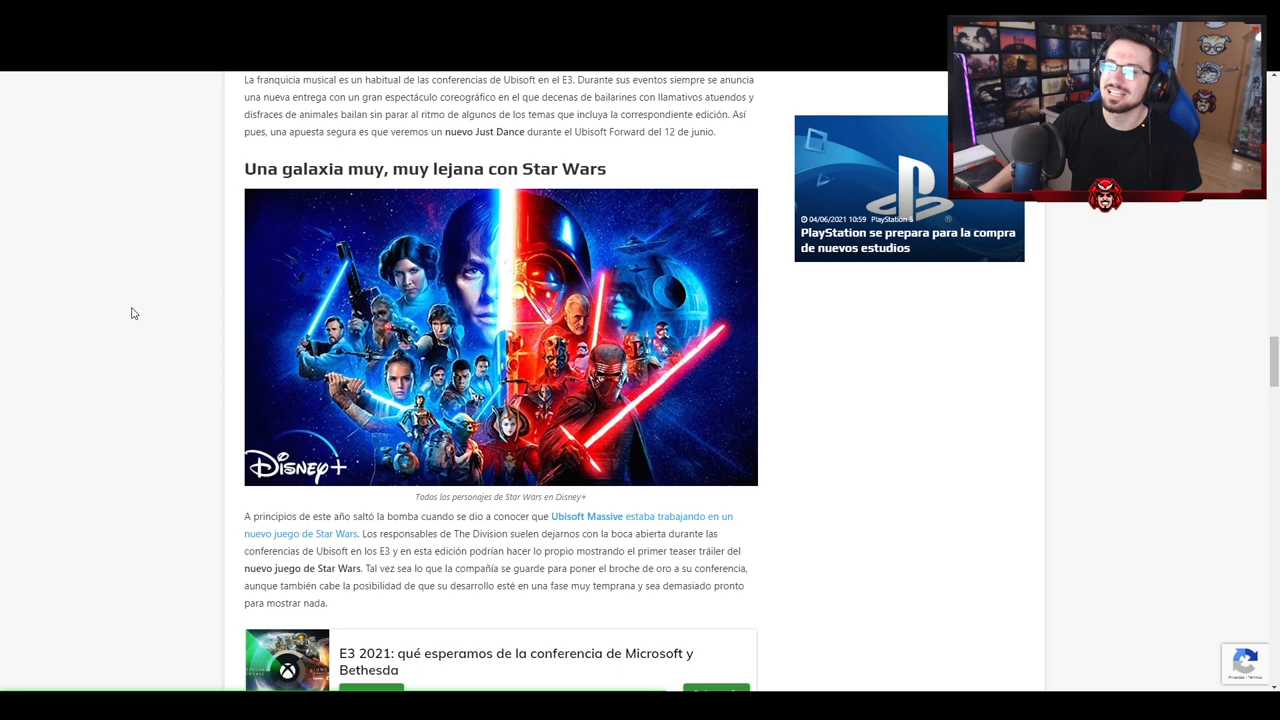 La franquicia musical es un habitual de las conferencias de Ubisoft en el E3. Durante sus eventos siempre se anuncia
una nueva entrega con un gran espectáculo coreográfico en el que decenas de bailarines con llamativos atuendos y
disfraces de animales bailan sin parar al ritmo de algunos de los temas que incluya la correspondiente edición. Así
pues, una apuesta segura es que veremos un nuevo Just Dance durante el Ubisoft Forward del 12 de junio.
Una galaxia muy, muy lejana con Star Wars
Disney+
Todos los personajes de Star Wars en Disney+
A principios de este año saltó la bomba cuando se dio a conocer que Ubisoft Massive estaba trabajando en un
nuevo juego de Star Wars. Los responsables de The Division suelen dejarnos con la boca abierta durante las
conferencias de Ubisoft en los E3 y en esta edición podrían hacer lo propio mostrando el primer teaser tráiler del
nuevo juego de Star Wars. Tal vez sea lo que la compañía se guarde para poner el broche de oro a su conferencia,
aunque también cabe la posibilidad de que su desarrollo esté en una fase muy temprana y sea demasiado pronto
para mostrar nada.
E3 2021: qué esperamos de la conferencia de Microsoft y
Bethesda
04/06/2021 10:59 PlayStation 5
PlayStation se prepara para la compra
de nuevos estudios
Privacidad - Términos